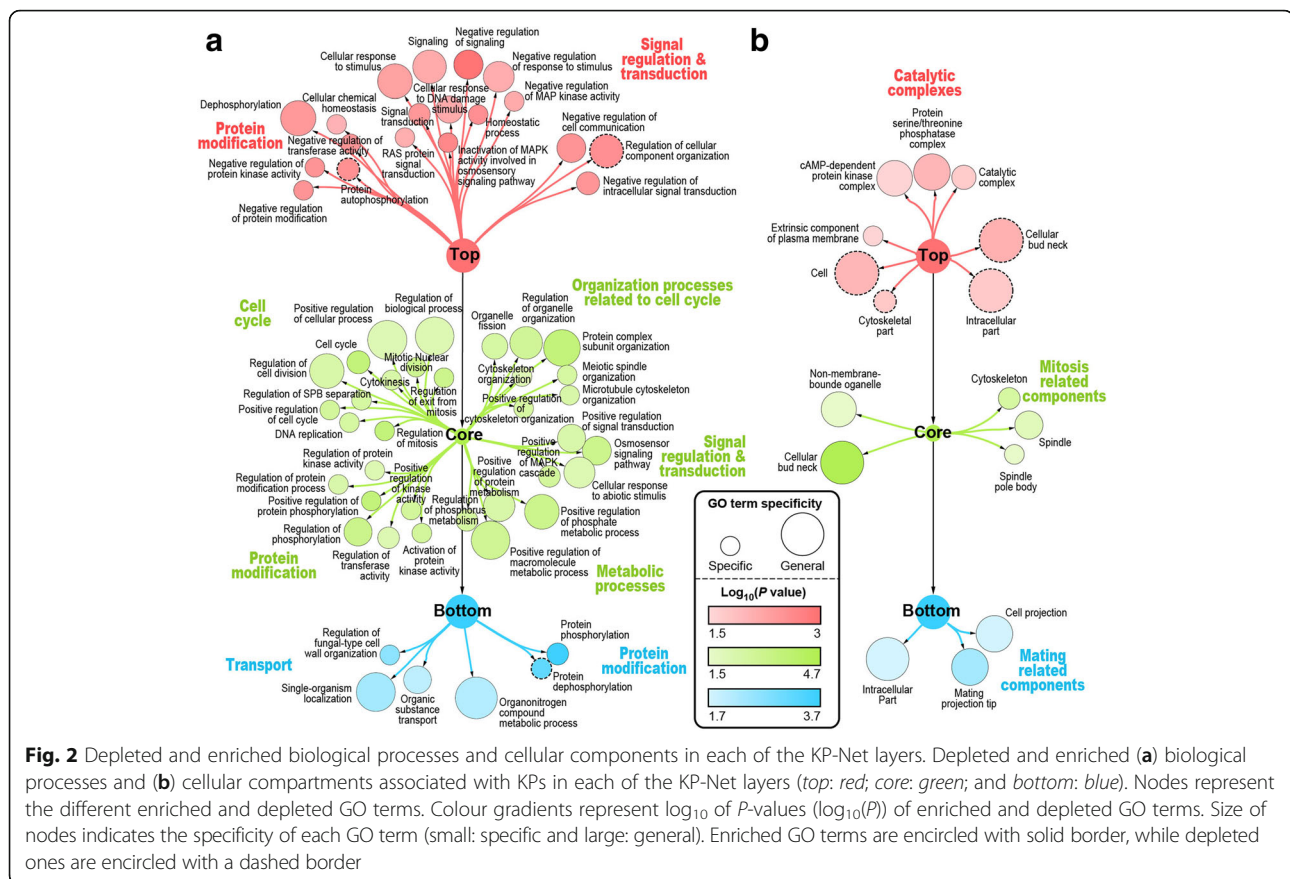 a
Negative regulation
of signaling
Signaling
Cellular response
to stimulus
Signal
regulation &
transduction
Negative regulation of
response to stimulus
Cellular response
to DNA damage
stimulus
Negative regulation
of MAP kinase activity
Dephosphorylation
Cellular chemical
homeostasis
Signal
transduction
Homeostatic
process
Negative regulation of
cell communication
Protein
modification
Negative regulation of
transferase activity
RAS protein
signal
transduction
Inactivation of MAPK
activity involved in
osmosensory
signaling pathway
Regulation of cellular
component organization
Negative regulation of
protein kinase activity
Protein
autophosphorylation
Negative regulation of
intracellular signal transduction
Negative regulation
of protein modification
Top
Cell
cycle
Organization processes
related to cell cycle
Positive regulation
of cellular process
Regulation of
biological process
Organelle
fission
Regulation
of organelle
organization
Protein complex
subunit organization
Cell cycle
Mitotic Nuclear
division
Regulation of
cell division
Cytokinesis
Cytoskeleton
organization
Meiotic spindle
organization
Regulation of SPB separation
Regulation
of exit from
mitosis
Microtubule cytoskeleton
organization
Positive regulation
of cell cycle
Positive regulation of
cytoskeleton organization
DNA replication
Regulation
of mitosis
Core
Positive regulation
of signal transduction
Positive
regulation
of MAPK
cascade
Osmosensor
signaling
pathway
Signal
regulation &
transduction
Cellular response to
abiotic stimulis
Regulation of protein
kinase activity
Regulation of protein
modification process
Positive
regulation
of kinase
activity
Positive
regulation
of protein
metabolism
Positive regulation of
protein phosphorylation
Regulation
of phosphorus
metabolism
Positive regulation
of phosphate
metabolic process
Regulation of
phosphorylation
Regulation of
transferase
activity
Activation of
protein
kinase activity
Positive regulation of
macromolecule
metabolic process
Protein
modification
Metabolic
processes
Bottom
Regulation of
fungal-type cell
wall organization
Protein
phosphorylation
Transport
Protein
modification
Protein
dephosphorylation
Single-organism
localization
Organic
substance
transport
Organonitrogen
compound
metabolic process
b
Catalytic
complexes
Protein
serine/threonine
phosphatase
complex
cAMP-dependent
protein kinase
complex
Catalytic
complex
Extrinsic component
of plasma membrane
Top
Cellular
bud neck
Cell
Cytoskeletal
part
Intracellular
part
Non-membrane-
bounde organelle
Cytoskeleton
Mitosis
related
components
Core
Spindle
Cellular
bud neck
Spindle
pole body
Bottom
Cell projection
Intracellular
Part
Mating
projection tip
Mating
related
components
GO term specificity
Specific
General
Log10(P value)
1.5 3
1.5 4.7
1.7 3.7
Fig. 2 Depleted and enriched biological processes and cellular components in each of the KP-Net layers. Depleted and enriched (a) biological
processes and (b) cellular compartments associated with KPs in each of the KP-Net layers (top: red; core: green; and bottom: blue). Nodes represent
the different enriched and depleted GO terms. Colour gradients represent log10 of P-values (log10(P)) of enriched and depleted GO terms. Size of
nodes indicates the specificity of each GO term (small: specific and large: general). Enriched GO terms are encircled with solid border, while depleted
ones are encircled with a dashed border